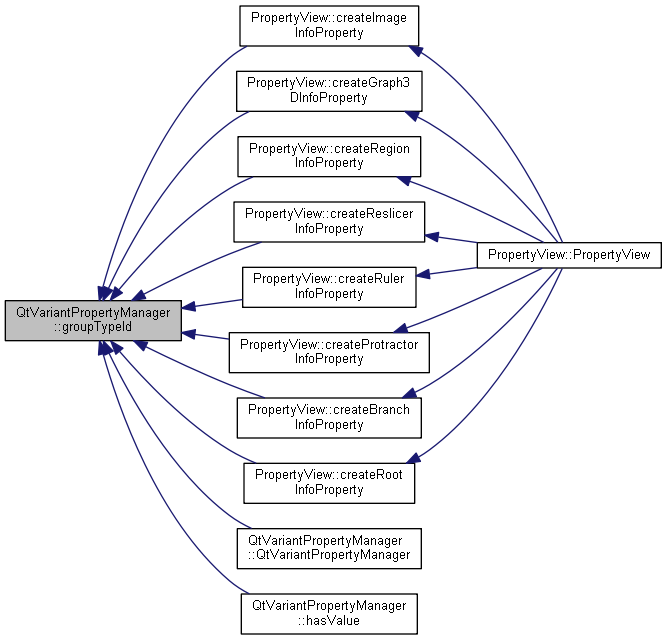 PropertyView::createImage
InfoProperty
PropertyView::createGraph3
DInfoProperty
PropertyView::createRegion
InfoProperty
PropertyView::createReslicer
InfoProperty
PropertyView::PropertyView
PropertyView::createRuler
InfoProperty
QtVariantPropertyManager
::groupTypeId
PropertyView::createProtractor
InfoProperty
PropertyView::createBranch
InfoProperty
PropertyView::createRoot
InfoProperty
QtVariantPropertyManager
::QtVariantPropertyManager
QtVariantPropertyManager
::hasValue